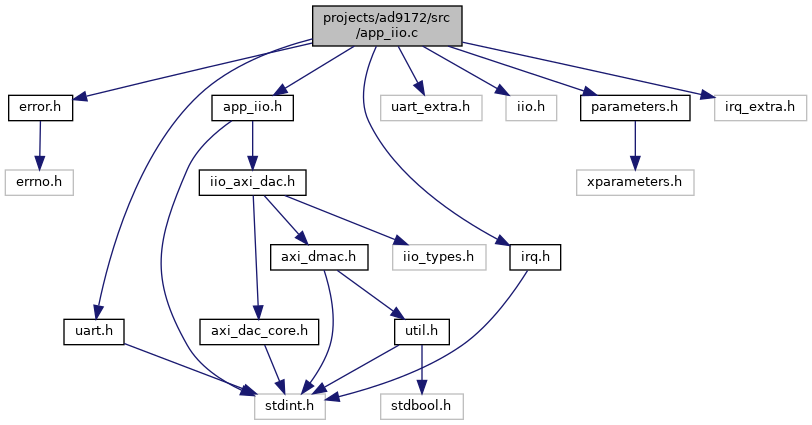 projects/ad9172/src
/app_iio.c
error.h
app_iio.h
uart_extra.h
iio.h
parameters.h
irq_extra.h
errno.h
iio_axi_dac.h
xparameters.h
axi_dmac.h
iio_types.h
irq.h
uart.h
axi_dac_core.h
util.h
stdint.h
stdbool.h